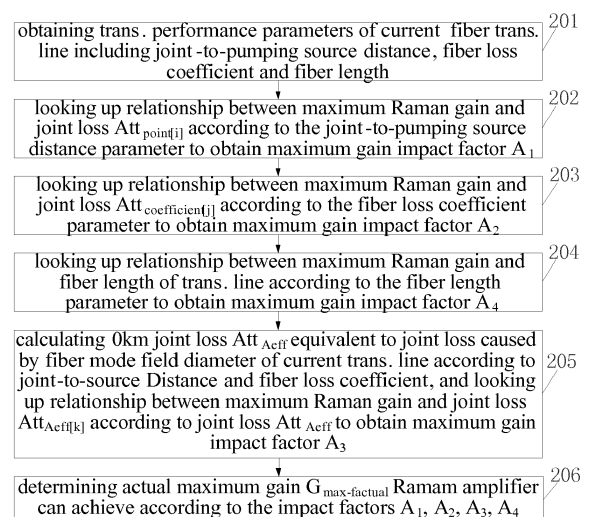 obtaining trans. performance parameters of current fiber trans.
line including joint-to-pumping source distance, fiber loss
coefficient and fiber length
201
looking up relationship between maximum Raman gain and
joint loss Att point[i] according to the joint-to-pumping source
distance parameter to obtain maximum gain impact factor A1
202
looking up relationship between maximum Raman gain and
joint loss Att coefficient[j] according to the fiber loss coefficient
parameter to obtain maximum gain impact factor A2
203
looking up relationship between maximum Raman gain and
fiber length of trans. line according to the fiber length
parameter to obtain maximum gain impact factor A4
204
calculating 0km joint loss Att Aeff equivalent to joint loss caused
by fiber mode field diameter of current trans. line according to
joint-to-source Distance and fiber loss coefficient, and looking
up relationship between maximum Raman gain and joint loss
AttAeff[k] according to joint loss Att Aeff to obtain maximum gain
impact factor A3
205
determining actual maximum gain G max-factual Ramam amplifier
can achieve according to the impact factors A1, A2, A3, A4
206